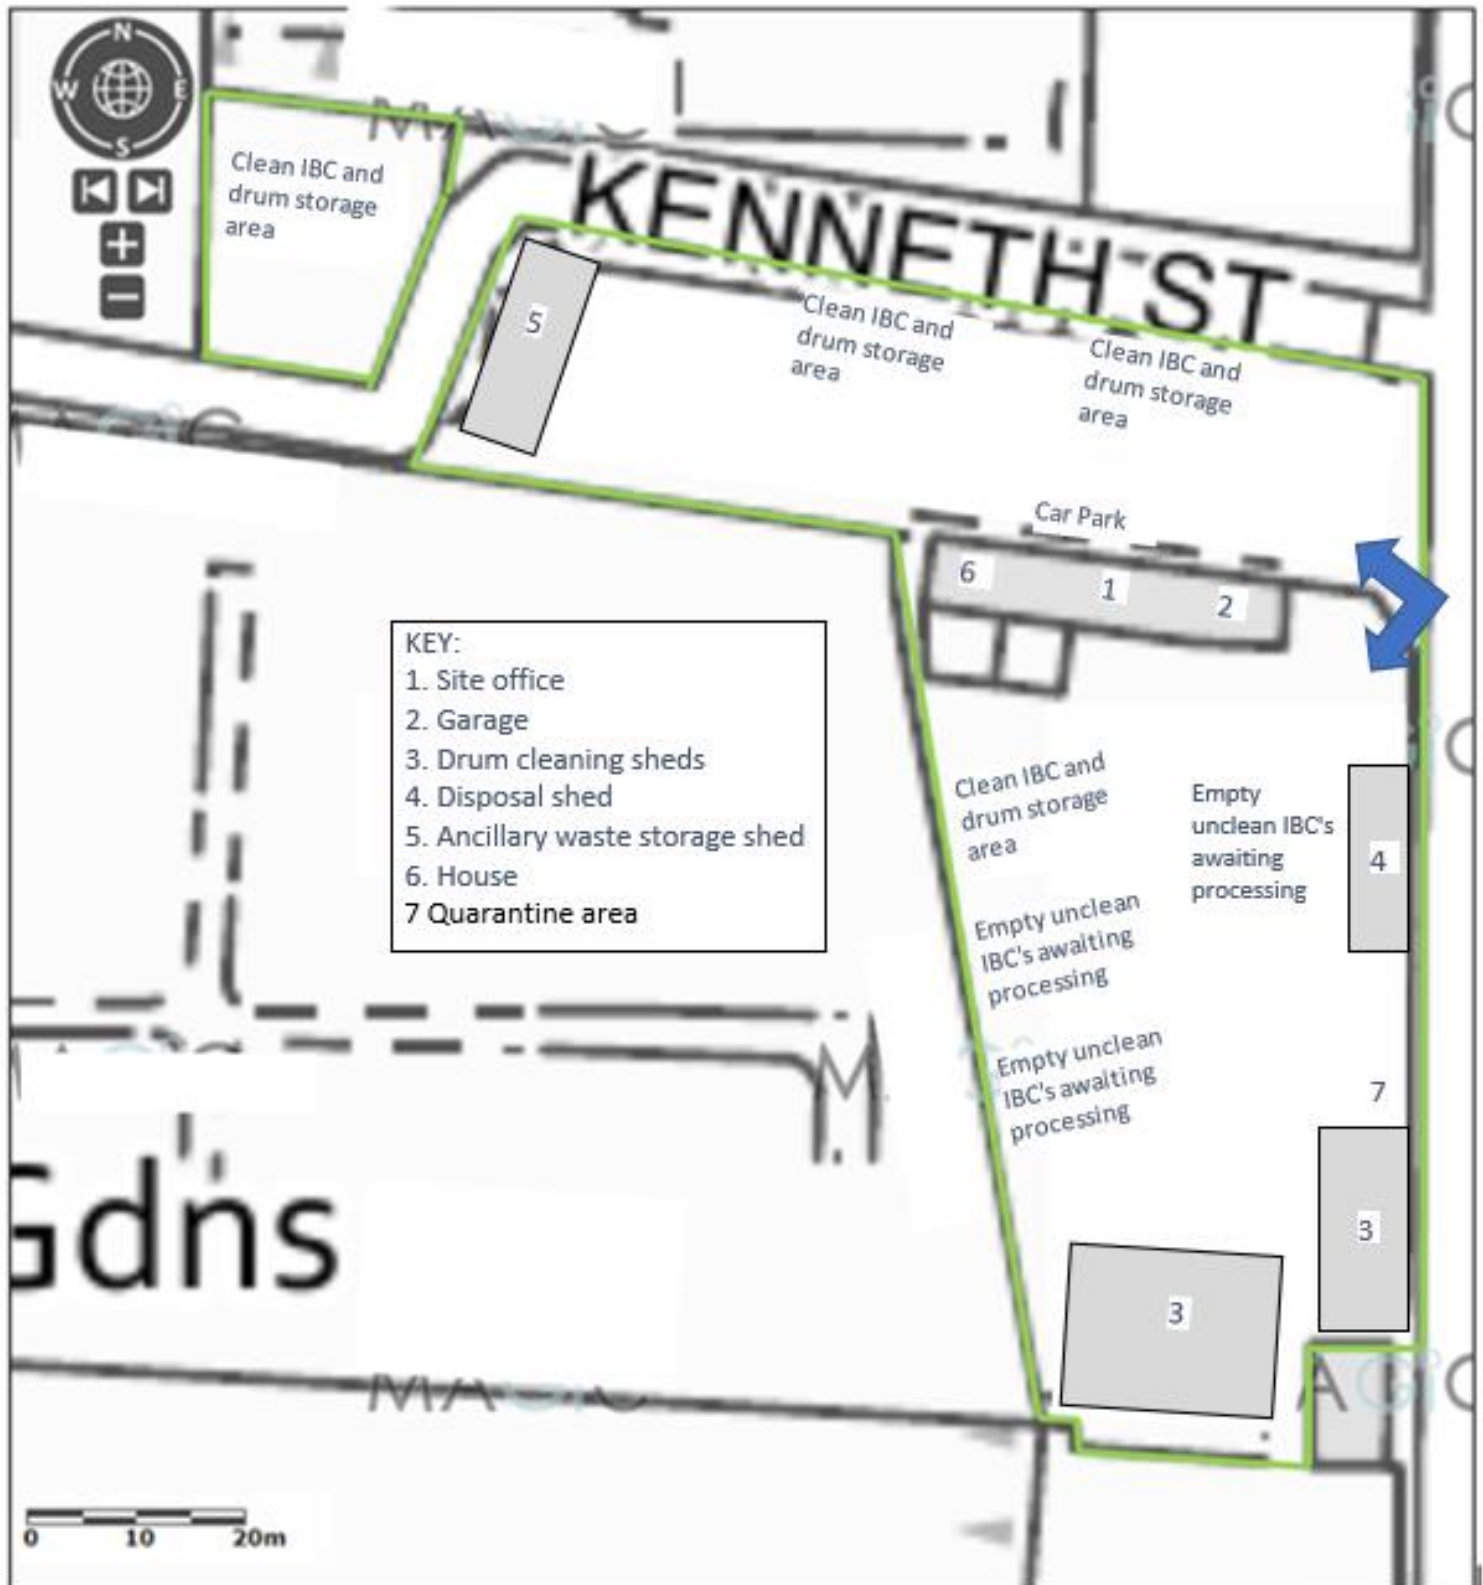 N
W
E
S
Clean IBC and
drum storage
area
KENNETH ST
5
Clean IBC and
drum storage
area
Clean IBC and
drum storage
area
Car Park
6
1
2
KEY:
1. Site office
2. Garage
3. Drum cleaning sheds
4. Disposal shed
5. Ancillary waste storage shed
6. House
7 Quarantine area
Clean IBC and
drum storage
area
Empty
unclean IBC's
awaiting
processing
4
Empty unclean
IBC's awaiting
processing
Empty unclean
IBC's awaiting
processing
7
Gdns
3
3
0
10
20m